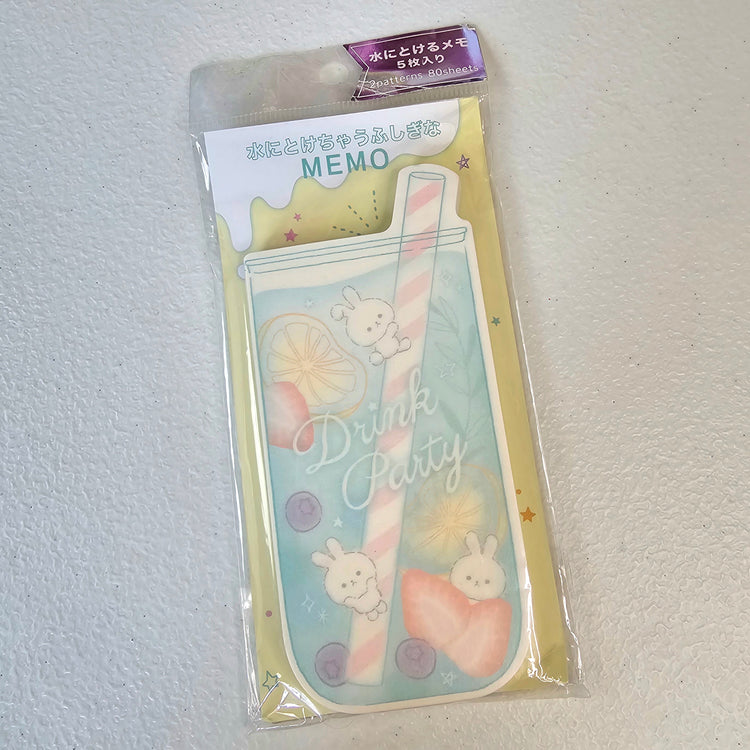 水にとけるメモ
5枚入り
2patterns 80sheets
水にとけちゃうふしぎな
MEMO
Drink
Party